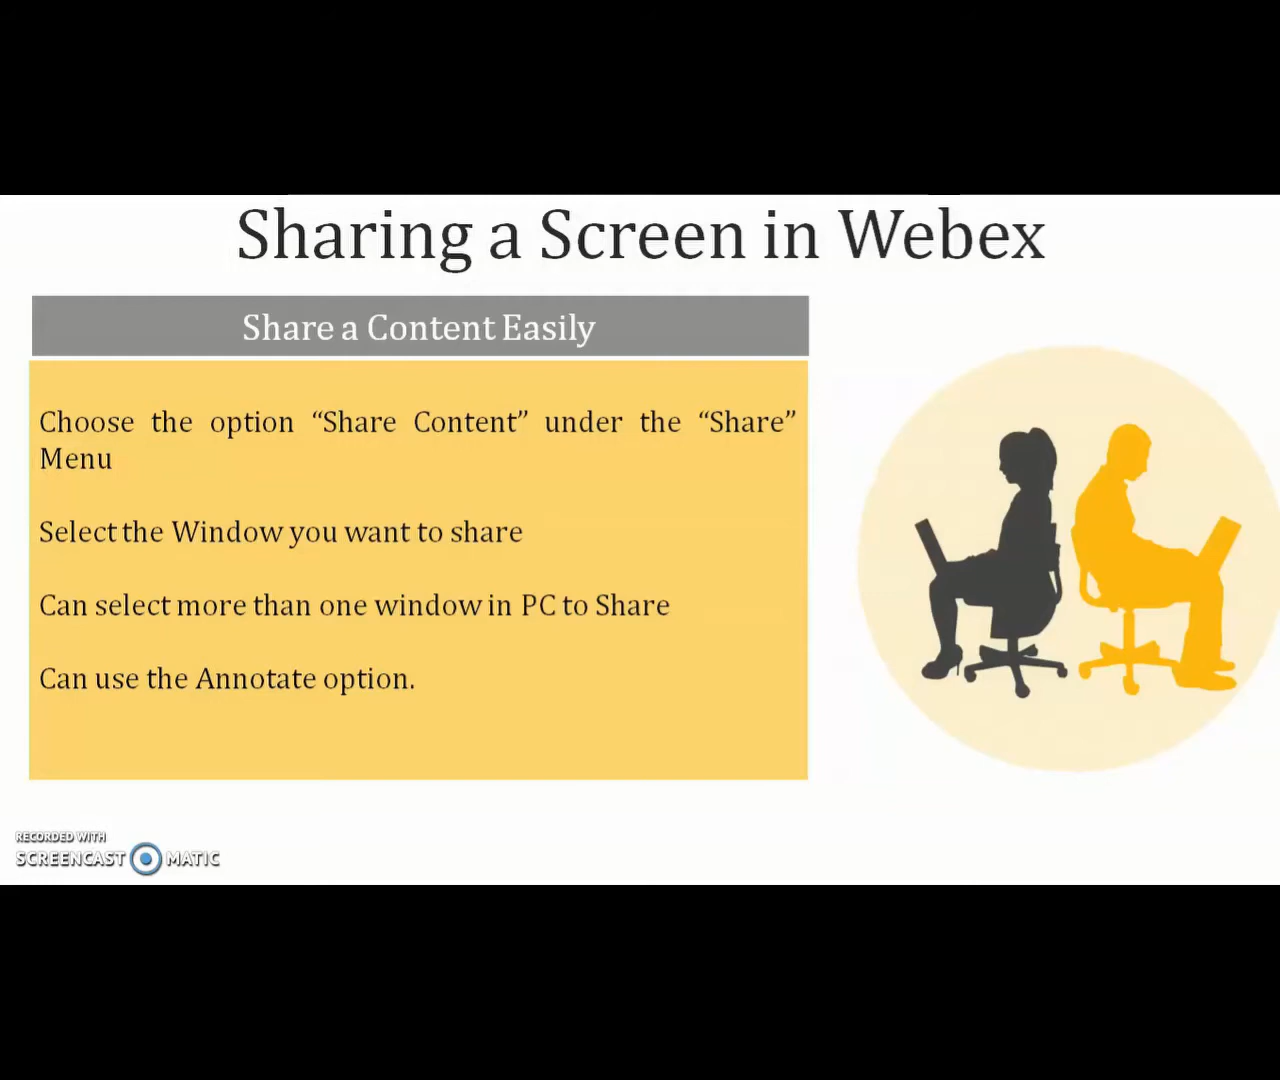 Sharing a Screen in Webex
Share a Content Easily
Choose the option “Share Content” under the “Share”
Menu
Select the Window you want to share
Can select more than one window in PC to Share
Can use the Annotate option.
RECORDED WITH
SCREENCAST MATIC